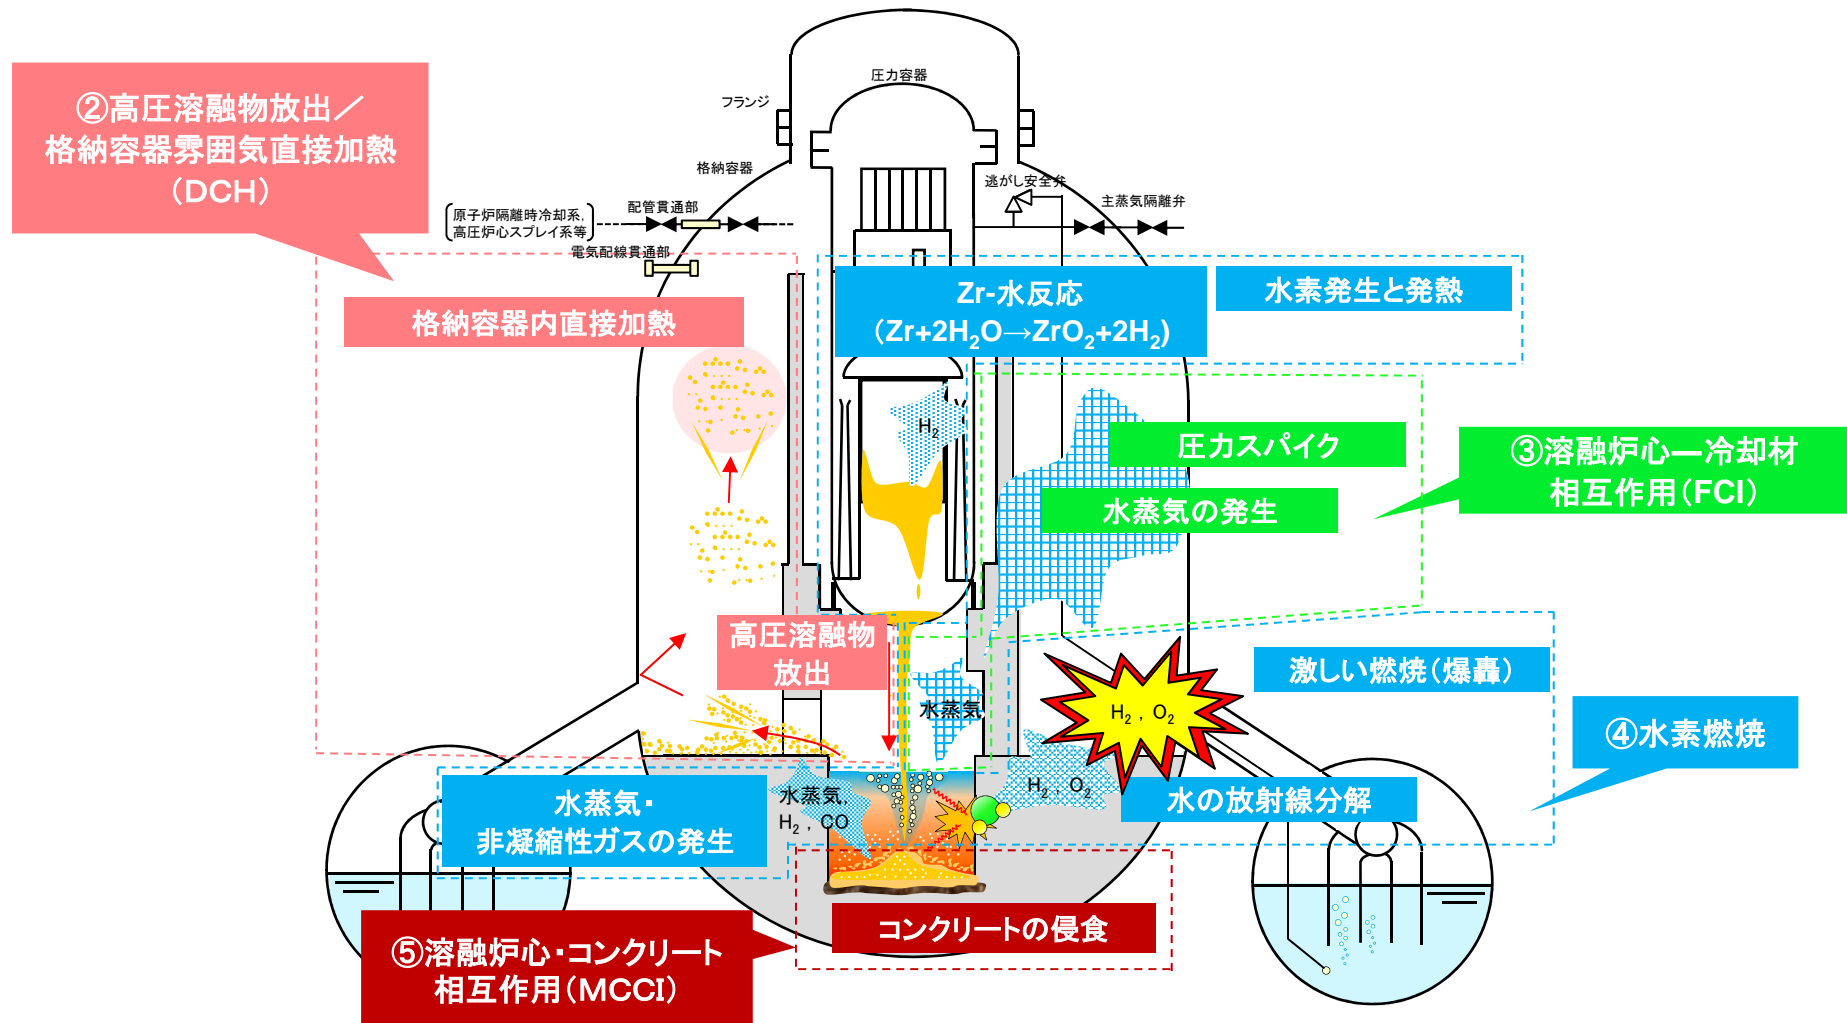 圧力容器
フランジ
②高圧溶融物放出／
格納容器雰囲気直接加熱
（DCH）
格納容器
逃がし安全弁
主蒸気隔離弁
配管貫通部
原子炉隔離時冷却系，
高圧炉心スプレイ系等
電気配線貫通部
Zr-水反応
（Zr+2H₂O→ZrO₂+2H₂)
水素発生と発熱
格納容器内直接加熱
H₂
圧力スパイク
③溶融炉心―冷却材
相互作用（FCI）
水蒸気の発生
高圧溶融物
放出
激しい燃焼（爆轟）
水蒸気
H₂ , O₂
④水素燃焼
水蒸気・
非凝縮性ガスの発生
水蒸気，
H₂ , CO
H₂ , O₂
水の放射線分解
コンクリートの侵食
⑤溶融炉心・コンクリート
相互作用（MCCI）